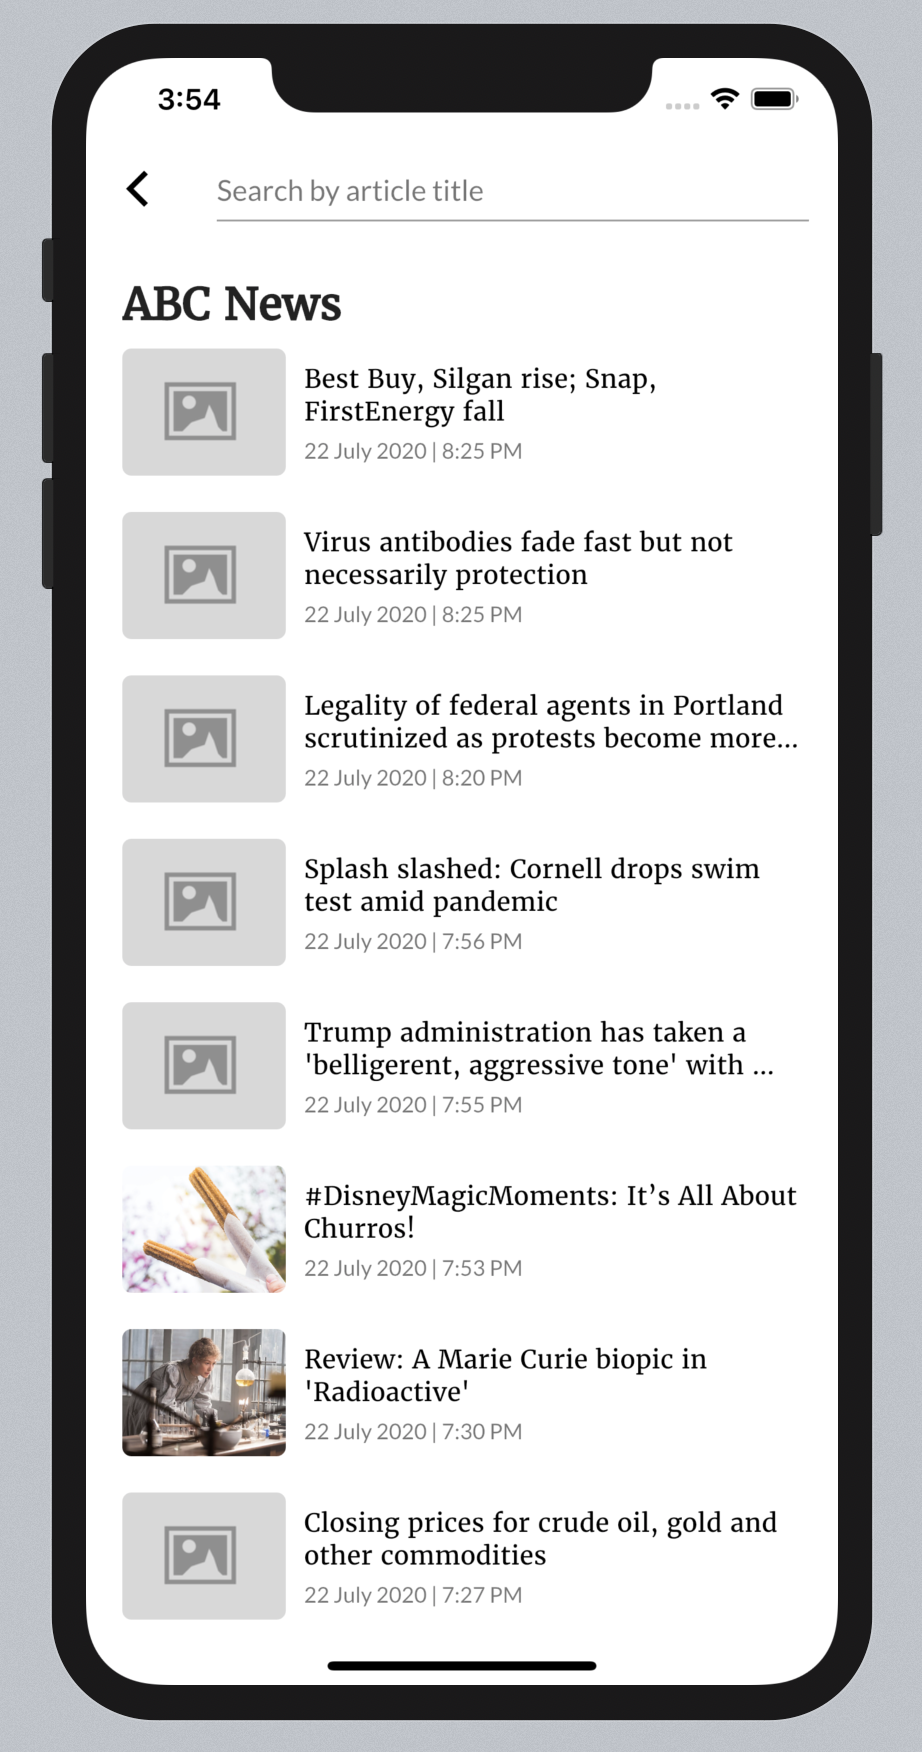 3:54
Search by article title
ABC News
Best Buy, Silgan rise; Snap,
FirstEnergy fall
22 July 2020 | 8:25 PM
Virus antibodies fade fast but not
necessarily protection
22 July 2020 | 8:25 PM
Legality of federal agents in Portland
scrutinized as protests become more...
22 July 2020 | 8:20 PM
Splash slashed: Cornell drops swim
test amid pandemic
22 July 2020 | 7:56 PM
Trump administration has taken a
'belligerent, aggressive tone' with ...
22 July 2020 | 7:55 PM
#DisneyMagicMoments: It’s All About
Churros!
22 July 2020 | 7:53 PM
Review: A Marie Curie biopic in
'Radioactive'
22 July 2020 | 7:30 PM
Closing prices for crude oil, gold and
other commodities
22 July 2020 | 7:27 PM